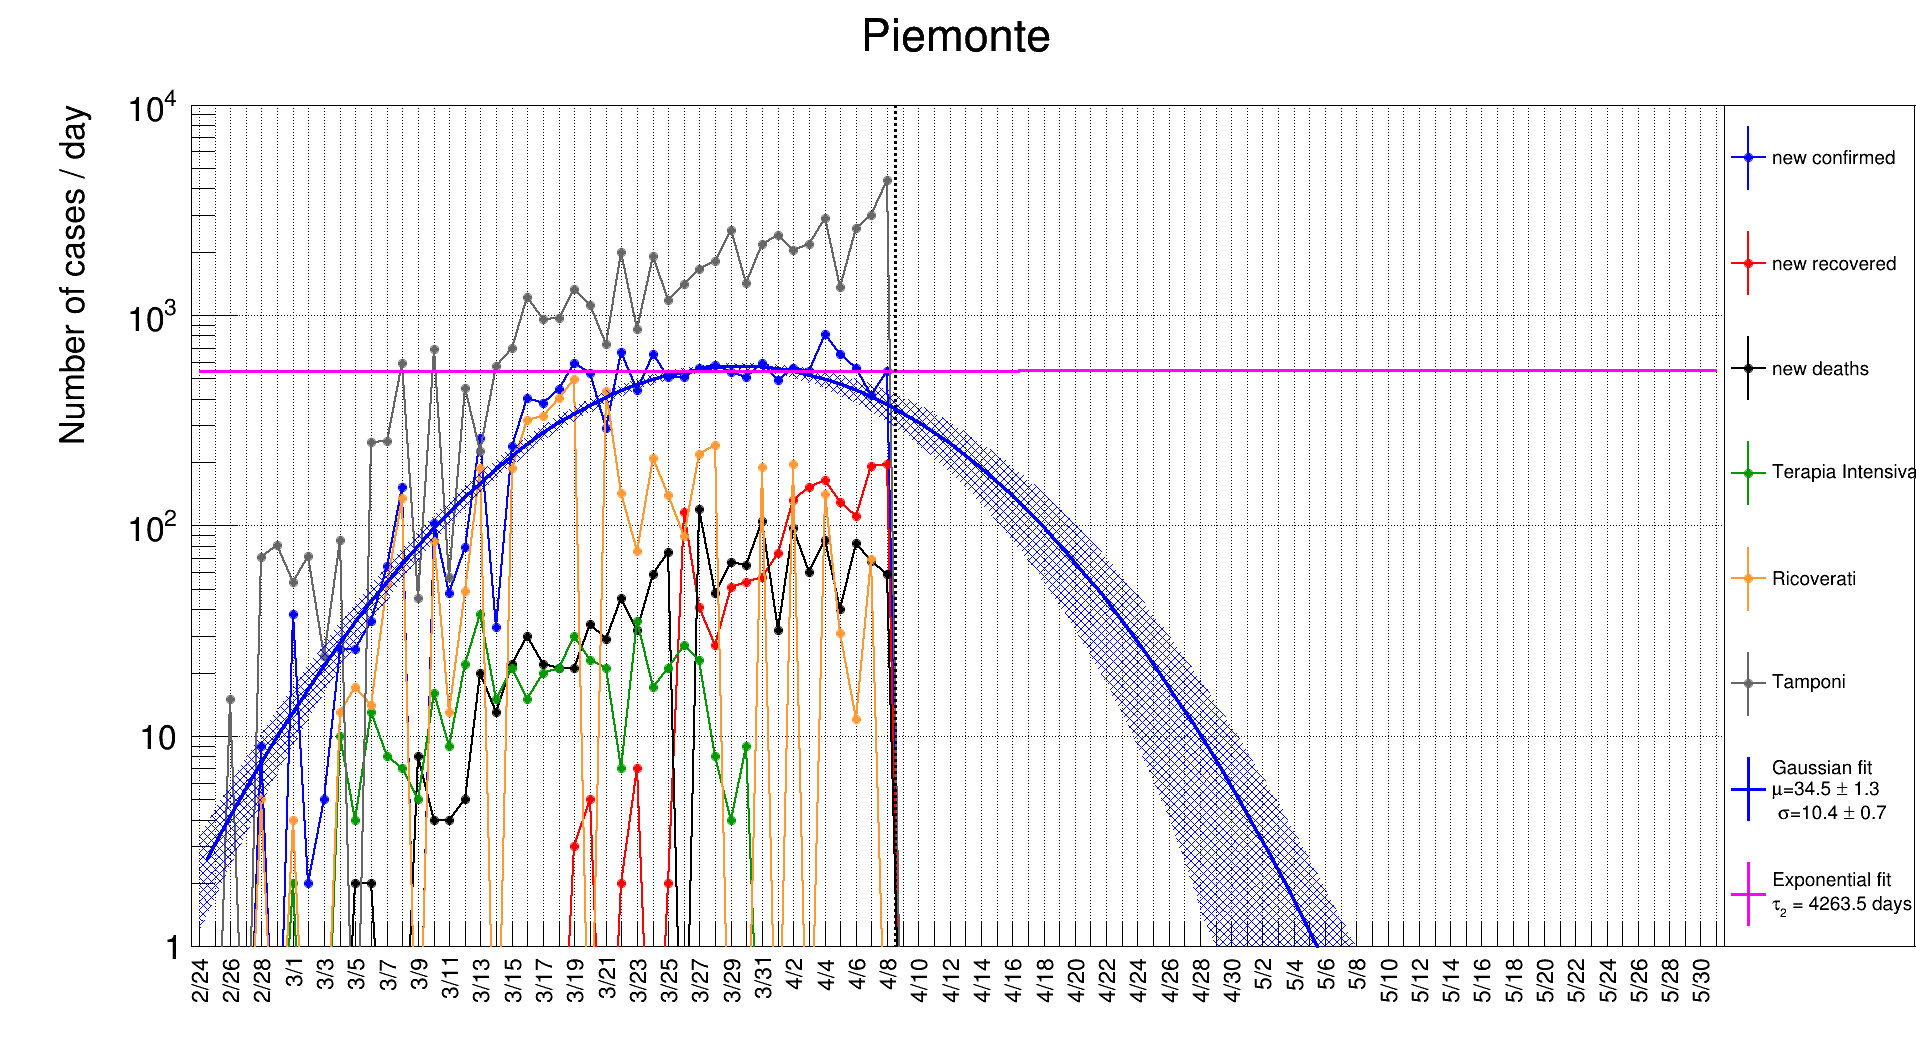 Piemonte
Number of cases / day
10^4
10^3
10^2
10
1
2/24 2/26 2/28 3/1 3/3 3/5 3/7 3/9 3/11 3/13 3/15 3/17 3/19 3/21 3/23 3/25 3/27 3/29 3/31 4/2 4/4 4/6 4/8 4/10 4/12 4/14 4/16 4/18 4/20 4/22 4/24 4/26 4/28 4/30 5/2 5/4 5/6 5/8 5/10 5/12 5/14 5/16 5/18 5/20 5/22 5/24 5/26 5/28 5/30
new confirmed
new recovered
new deaths
Terapia Intensiva
Ricoverati
Tamponi
Gaussian fit
μ=34.5 ± 1.3
σ=10.4 ± 0.7
Exponential fit
τ₂ = 4263.5 days